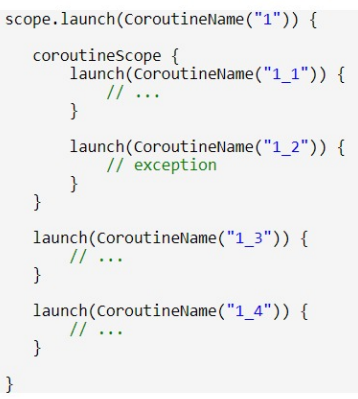 scope.launch(CoroutineName("1")) {
coroutineScope {
launch(CoroutineName("1_1")) {
// ...
}
launch(CoroutineName("1_2")) {
// exception
}
}
launch(CoroutineName("1_3")) {
// ...
}
launch(CoroutineName("1_4")) {
// ...
}
}